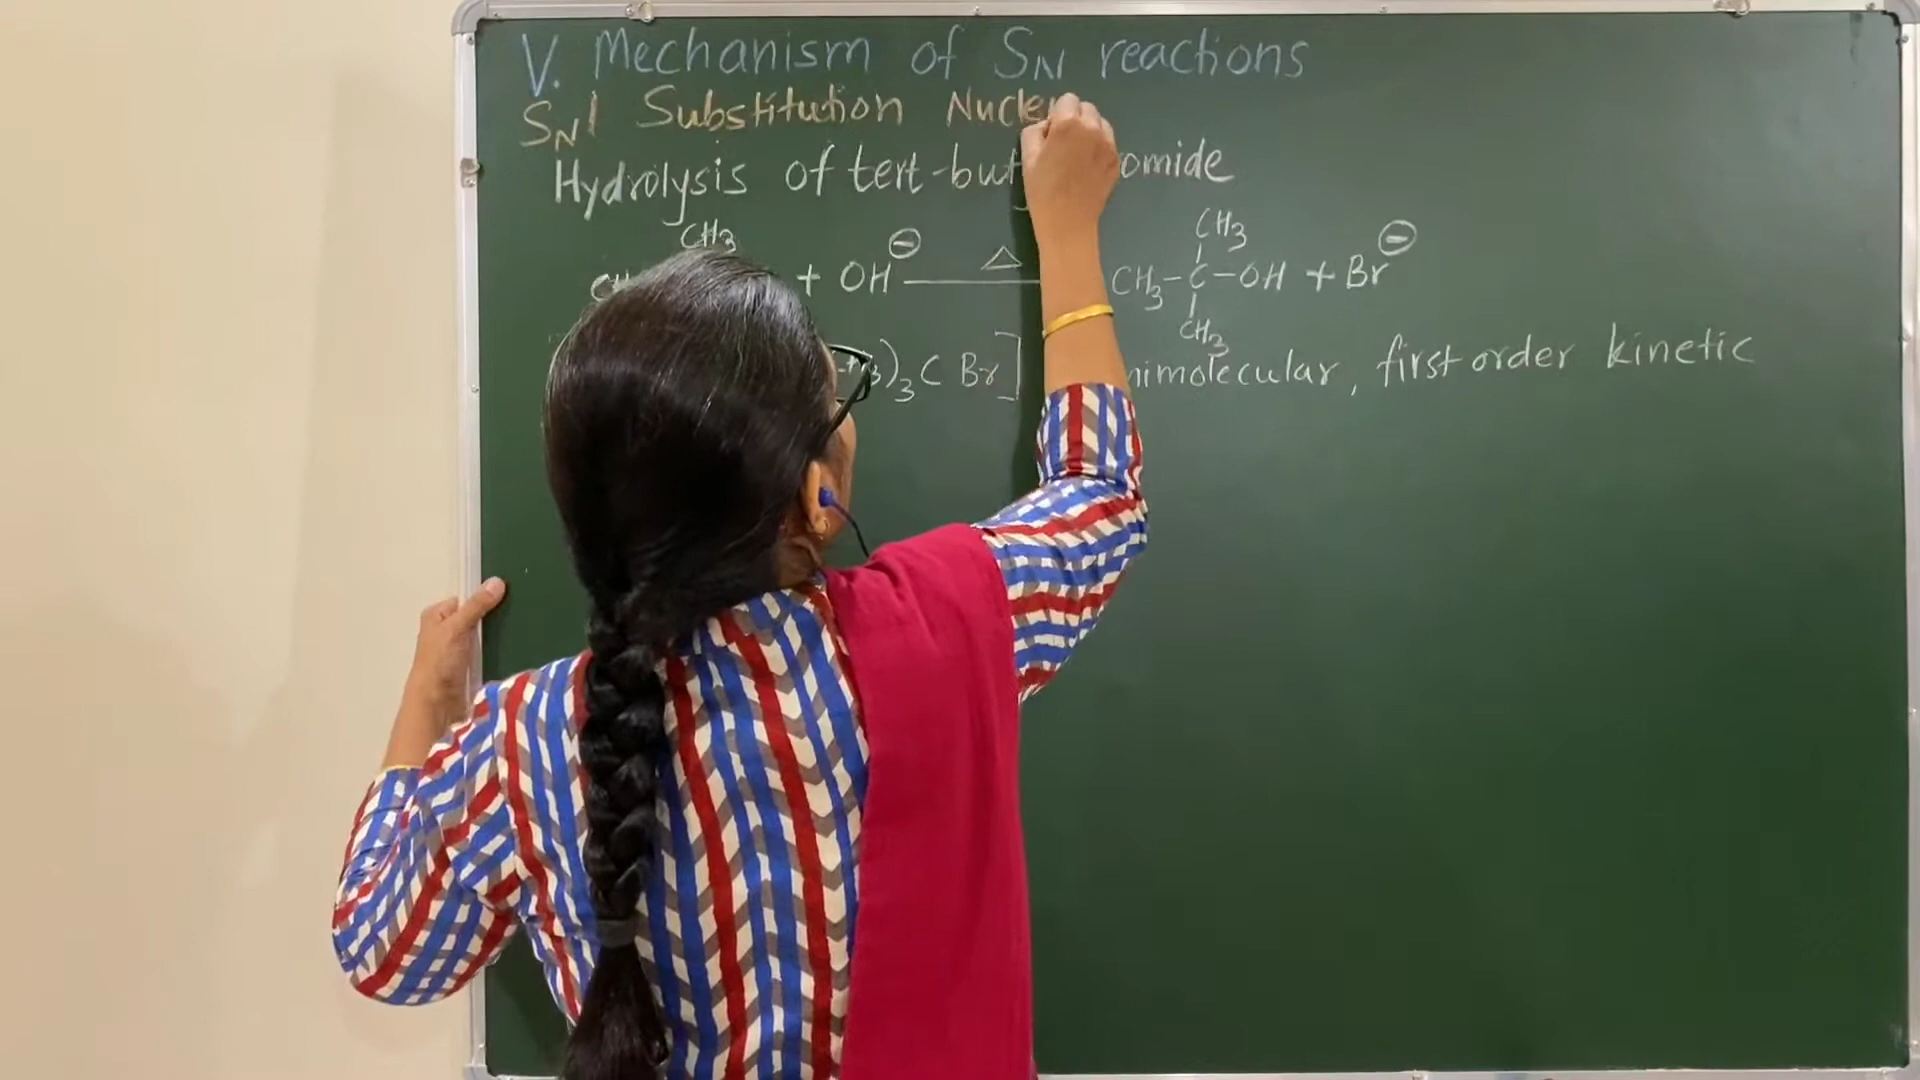 V. Mechanism of SN reactions
SN1 Substitution Nucle
Hydrolysis of tert-but omide
CH3 CH3
+ OH⊖ △ CH3-C-OH + Br⊖
CH3
)3 C Br] nimolecular, first order kinetic